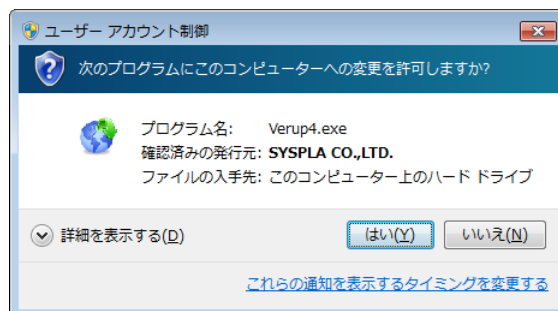 ユーザー アカウント制御
次のプログラムにこのコンピューターへの変更を許可しますか?
プログラム名: Verup4.exe
確認済みの発行元: SYSPLA CO.,LTD.
ファイルの入手先: このコンピューター上のハード ドライブ
詳細を表示する(D) はい(Y) いいえ(N)
これらの通知を表示するタイミングを変更する